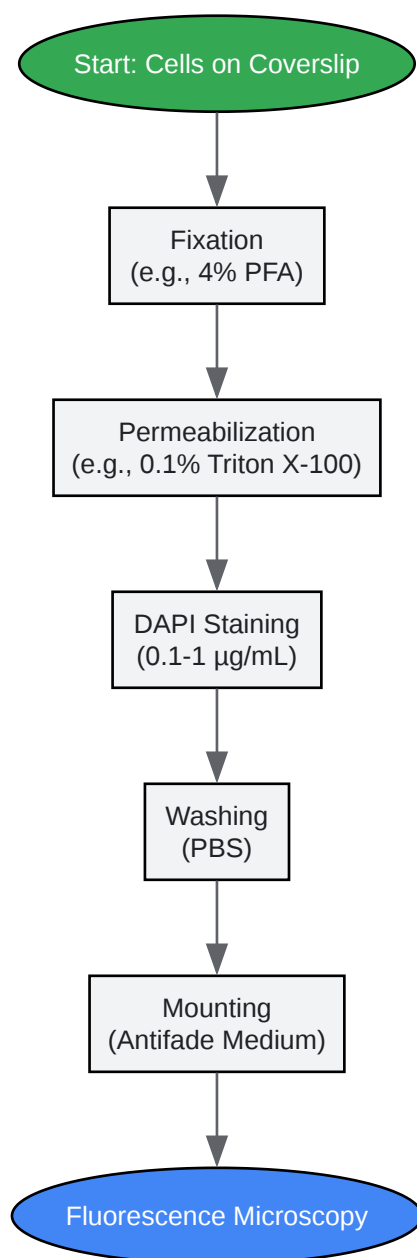 Start: Cells on Coverslip
Fixation
(e.g., 4% PFA)
Permeabilization
(e.g., 0.1% Triton X-100)
DAPI Staining
(0.1-1 µg/mL)
Washing
(PBS)
Mounting
(Antifade Medium)
Fluorescence Microscopy